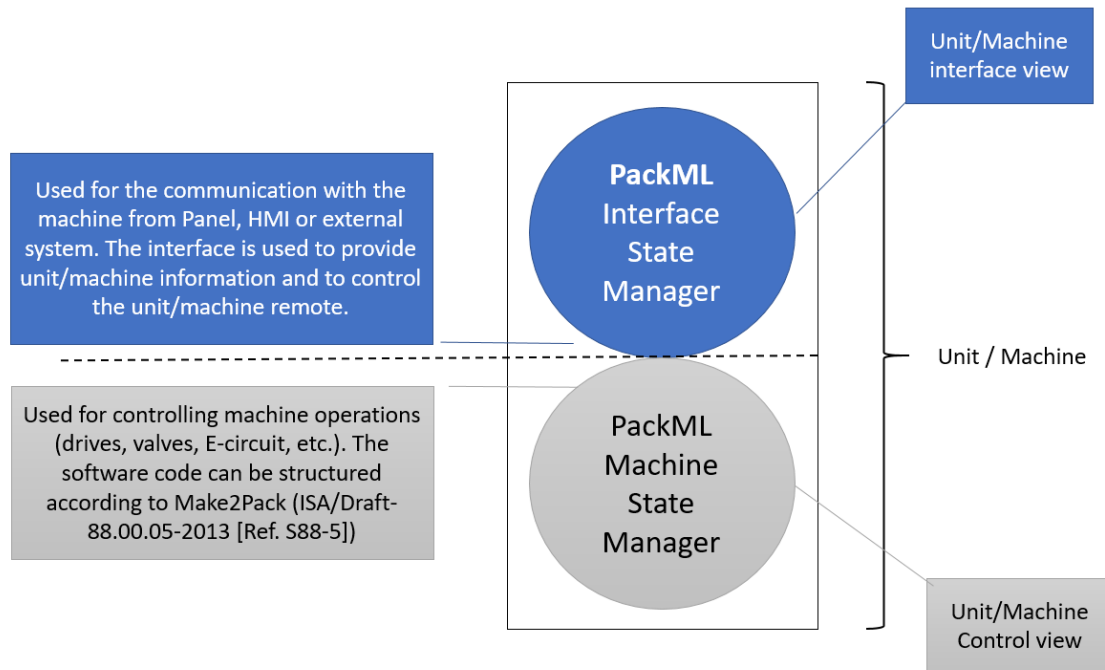 Unit/Machine
interface view
PackML
Interface
State
Manager
Used for the communication with the
machine from Panel, HMI or external
system. The interface is used to provide
unit/machine information and to control
the unit/machine remote.
Unit / Machine
Used for controlling machine operations
(drives, valves, E-circuit, etc.). The
software code can be structured
according to Make2Pack (ISA/Draft-
88.00.05-2013 [Ref. S88-5])
PackML
Machine
State
Manager
Unit/Machine
Control view